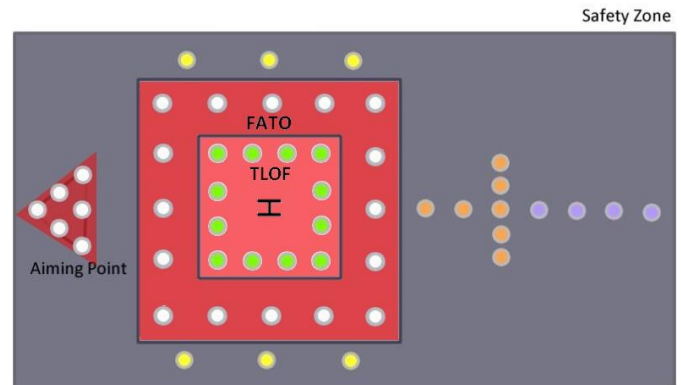 Safety Zone
FATO
TLOF
H
Aiming Point